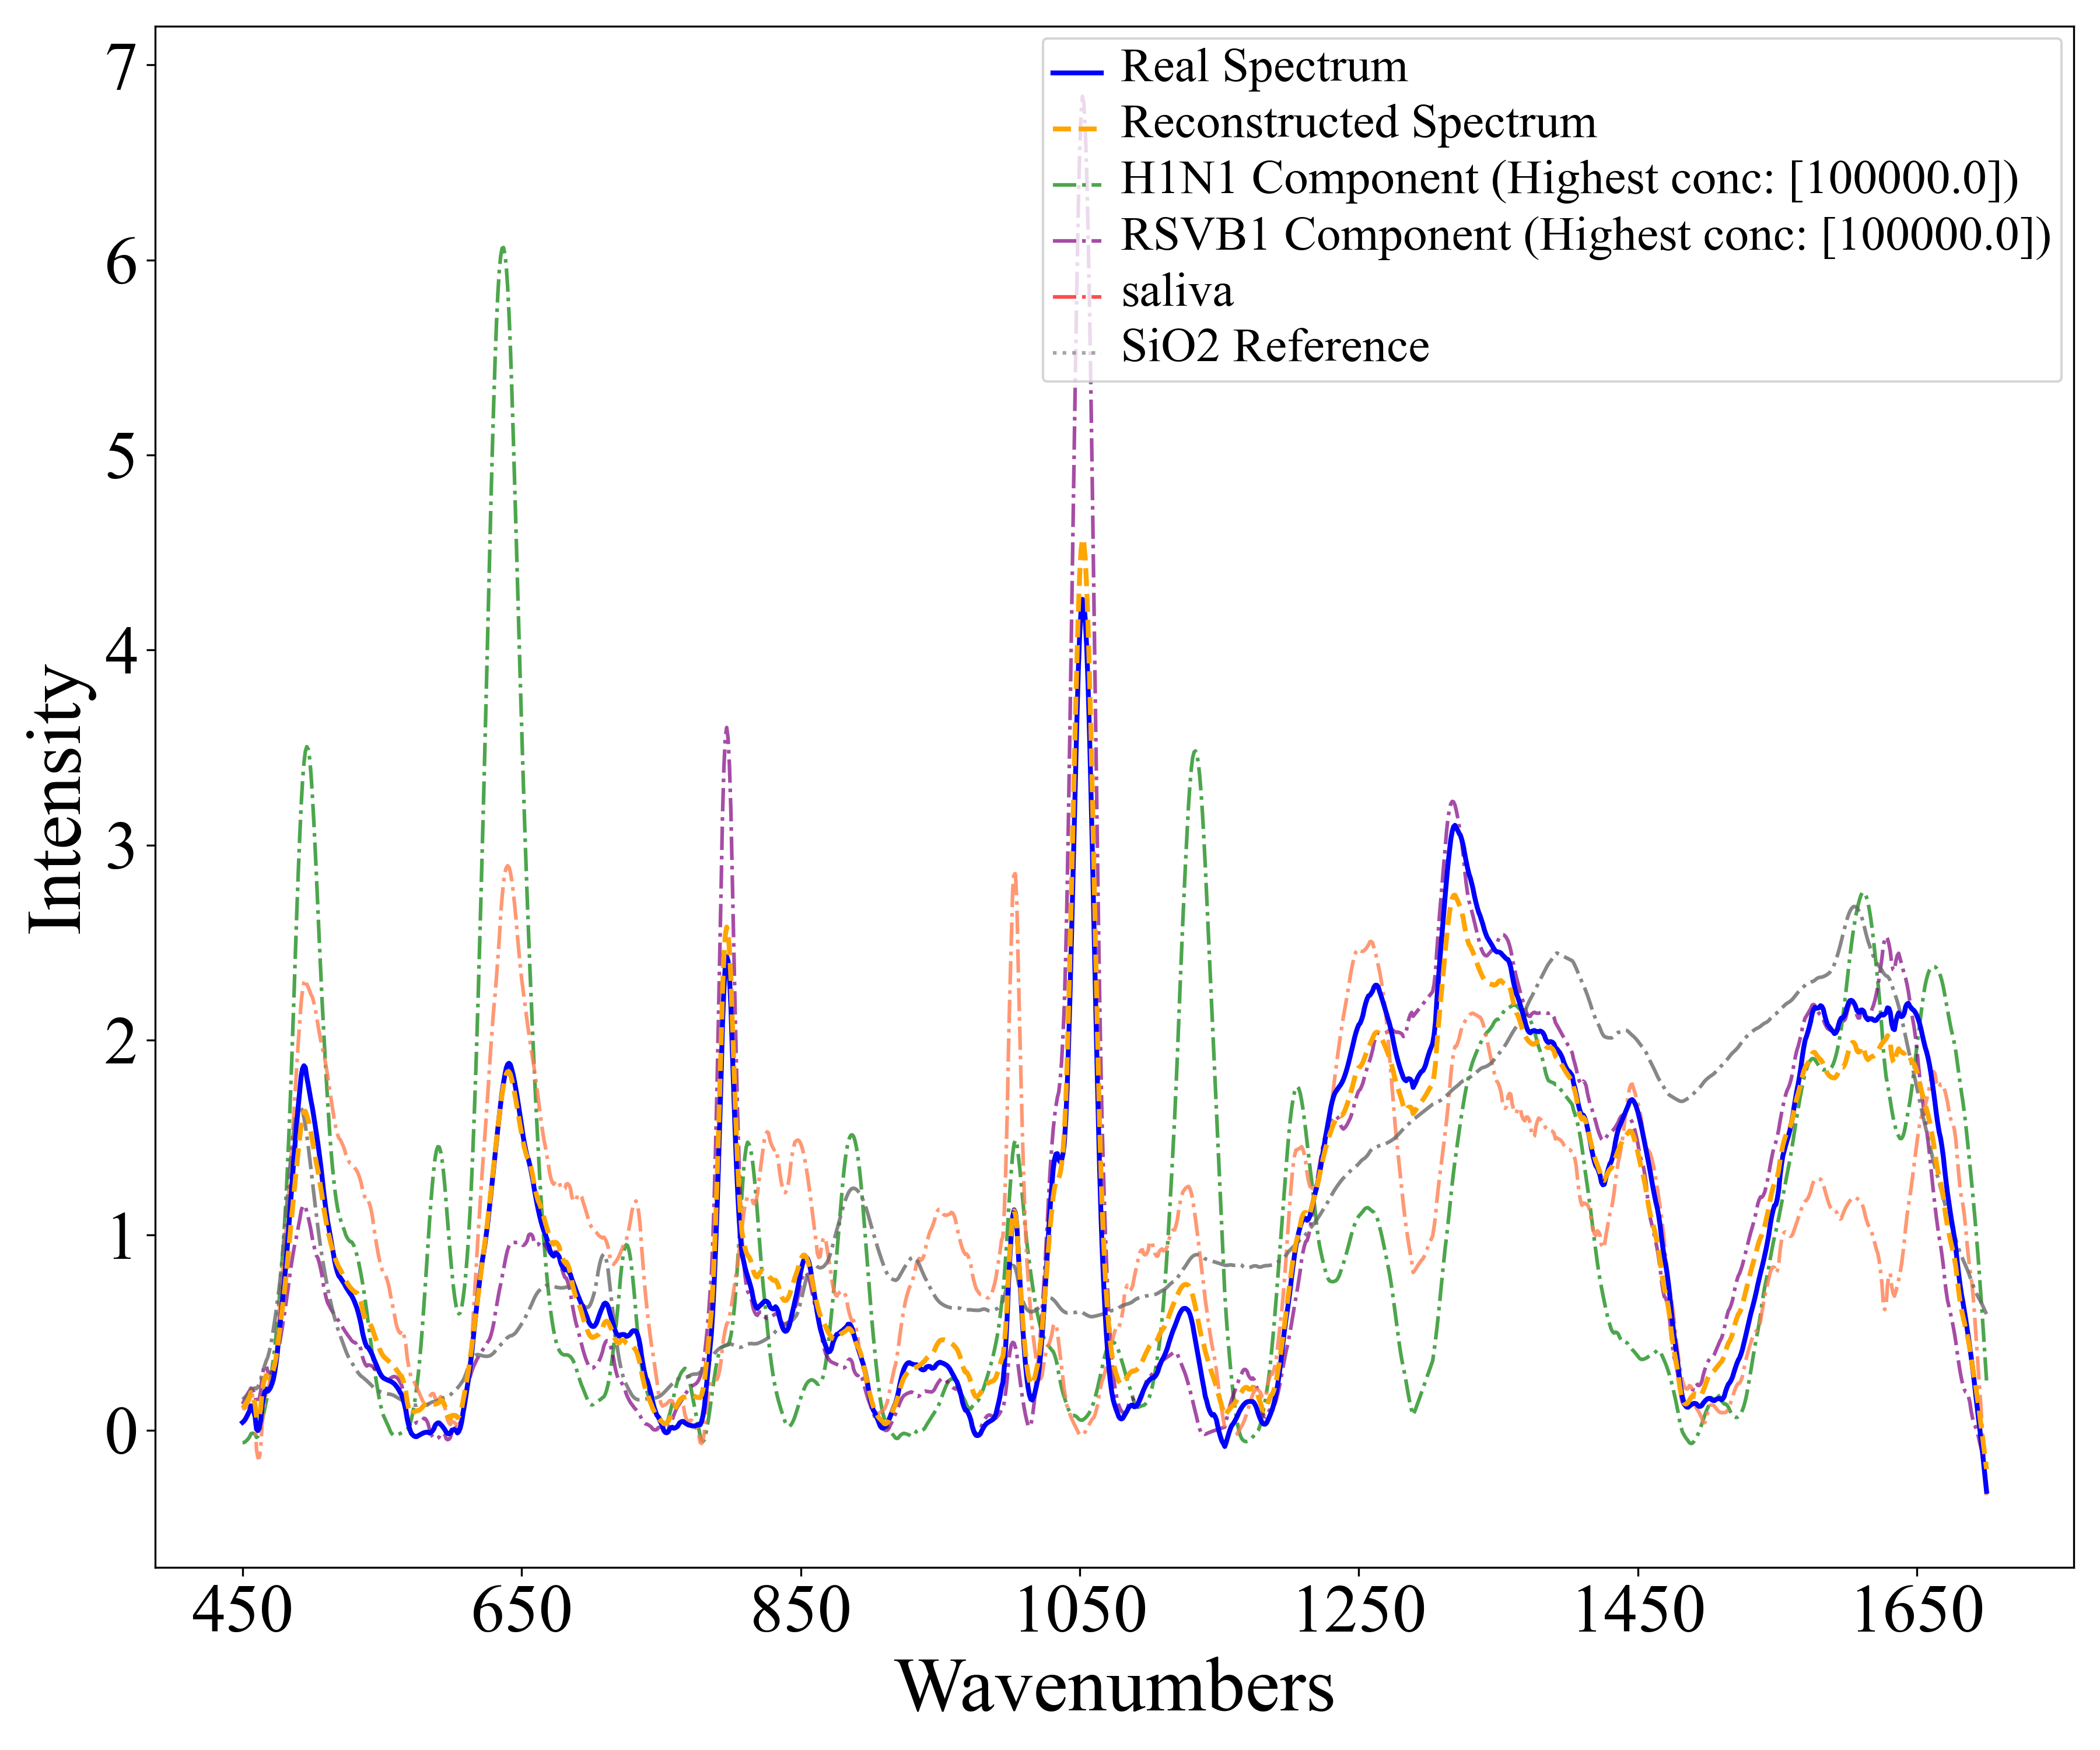 Intensity
7
6
5
4
3
2
1
0
Real Spectrum
Reconstructed Spectrum
H1N1 Component (Highest conc: [100000.0])
RSVB1 Component (Highest conc: [100000.0])
saliva
SiO2 Reference
450 650 850 1050 1250 1450 1650
Wavenumbers